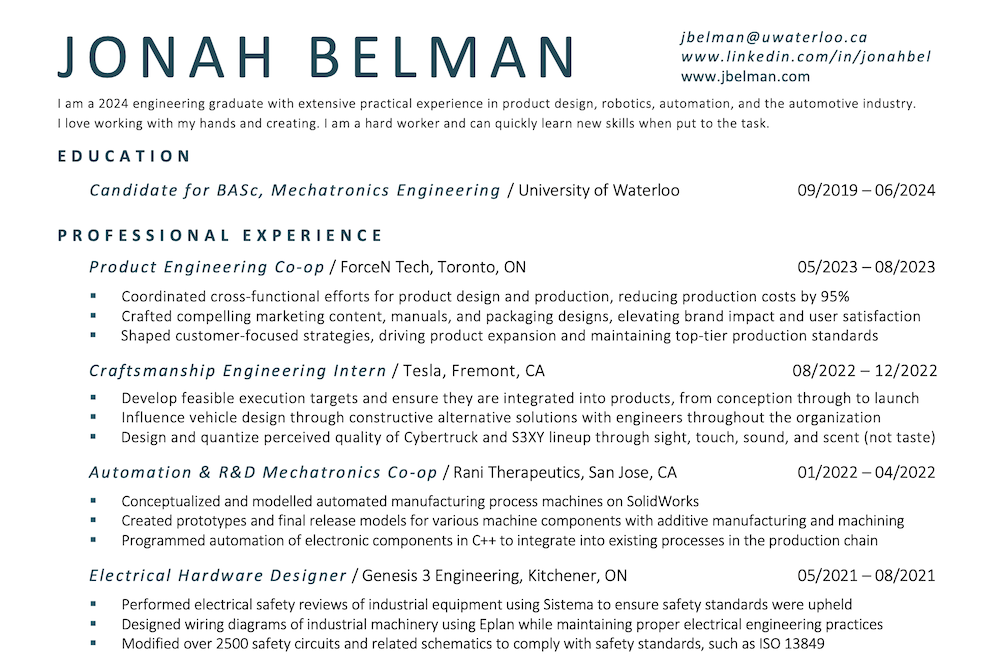 JONAH BELMAN
jbelman@uwaterloo.ca
www.linkedin.com/in/jonahbel
www.jbelman.com
I am a 2024 engineering graduate with extensive practical experience in product design, robotics, automation, and the automotive industry.
I love working with my hands and creating. I am a hard worker and can quickly learn new skills when put to the task.
EDUCATION
Candidate for BASc, Mechatronics Engineering / University of Waterloo 09/2019 – 06/2024
PROFESSIONAL EXPERIENCE
Product Engineering Co-op / ForceN Tech, Toronto, ON 05/2023 – 08/2023
▪ Coordinated cross-functional efforts for product design and production, reducing production costs by 95%
▪ Crafted compelling marketing content, manuals, and packaging designs, elevating brand impact and user satisfaction
▪ Shaped customer-focused strategies, driving product expansion and maintaining top-tier production standards
Craftsmanship Engineering Intern / Tesla, Fremont, CA 08/2022 – 12/2022
▪ Develop feasible execution targets and ensure they are integrated into products, from conception through to launch
▪ Influence vehicle design through constructive alternative solutions with engineers throughout the organization
▪ Design and quantize perceived quality of Cybertruck and S3XY lineup through sight, touch, sound, and scent (not taste)
Automation & R&D Mechatronics Co-op / Rani Therapeutics, San Jose, CA 01/2022 – 04/2022
▪ Conceptualized and modelled automated manufacturing process machines on SolidWorks
▪ Created prototypes and final release models for various machine components with additive manufacturing and machining
▪ Programmed automation of electronic components in C++ to integrate into existing processes in the production chain
Electrical Hardware Designer / Genesis 3 Engineering, Kitchener, ON 05/2021 – 08/2021
▪ Performed electrical safety reviews of industrial equipment using Sistema to ensure safety standards were upheld
▪ Designed wiring diagrams of industrial machinery using Eplan while maintaining proper electrical engineering practices
▪ Modified over 2500 safety circuits and related schematics to comply with safety standards, such as ISO 13849